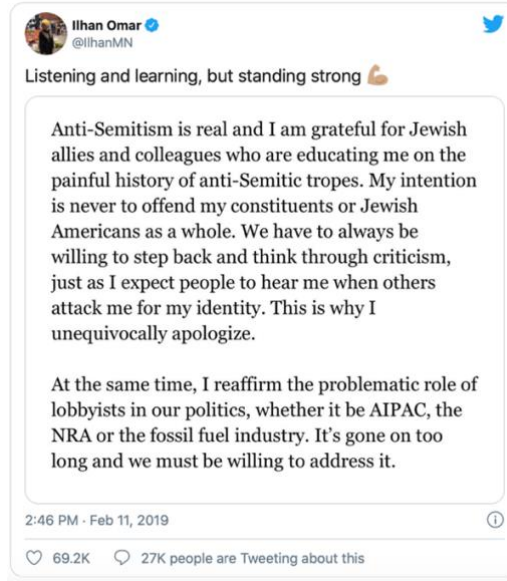 Ilhan Omar
@IlhanMN
Listening and learning, but standing strong 💪🏼
Anti-Semitism is real and I am grateful for Jewish
allies and colleagues who are educating me on the
painful history of anti-Semitic tropes. My intention
is never to offend my constituents or Jewish
Americans as a whole. We have to always be
willing to step back and think through criticism,
just as I expect people to hear me when others
attack me for my identity. This is why I
unequivocally apologize.
At the same time, I reaffirm the problematic role of
lobbyists in our politics, whether it be AIPAC, the
NRA or the fossil fuel industry. It's gone on too
long and we must be willing to address it.
2:46 PM · Feb 11, 2019
69.2K 27K people are Tweeting about this